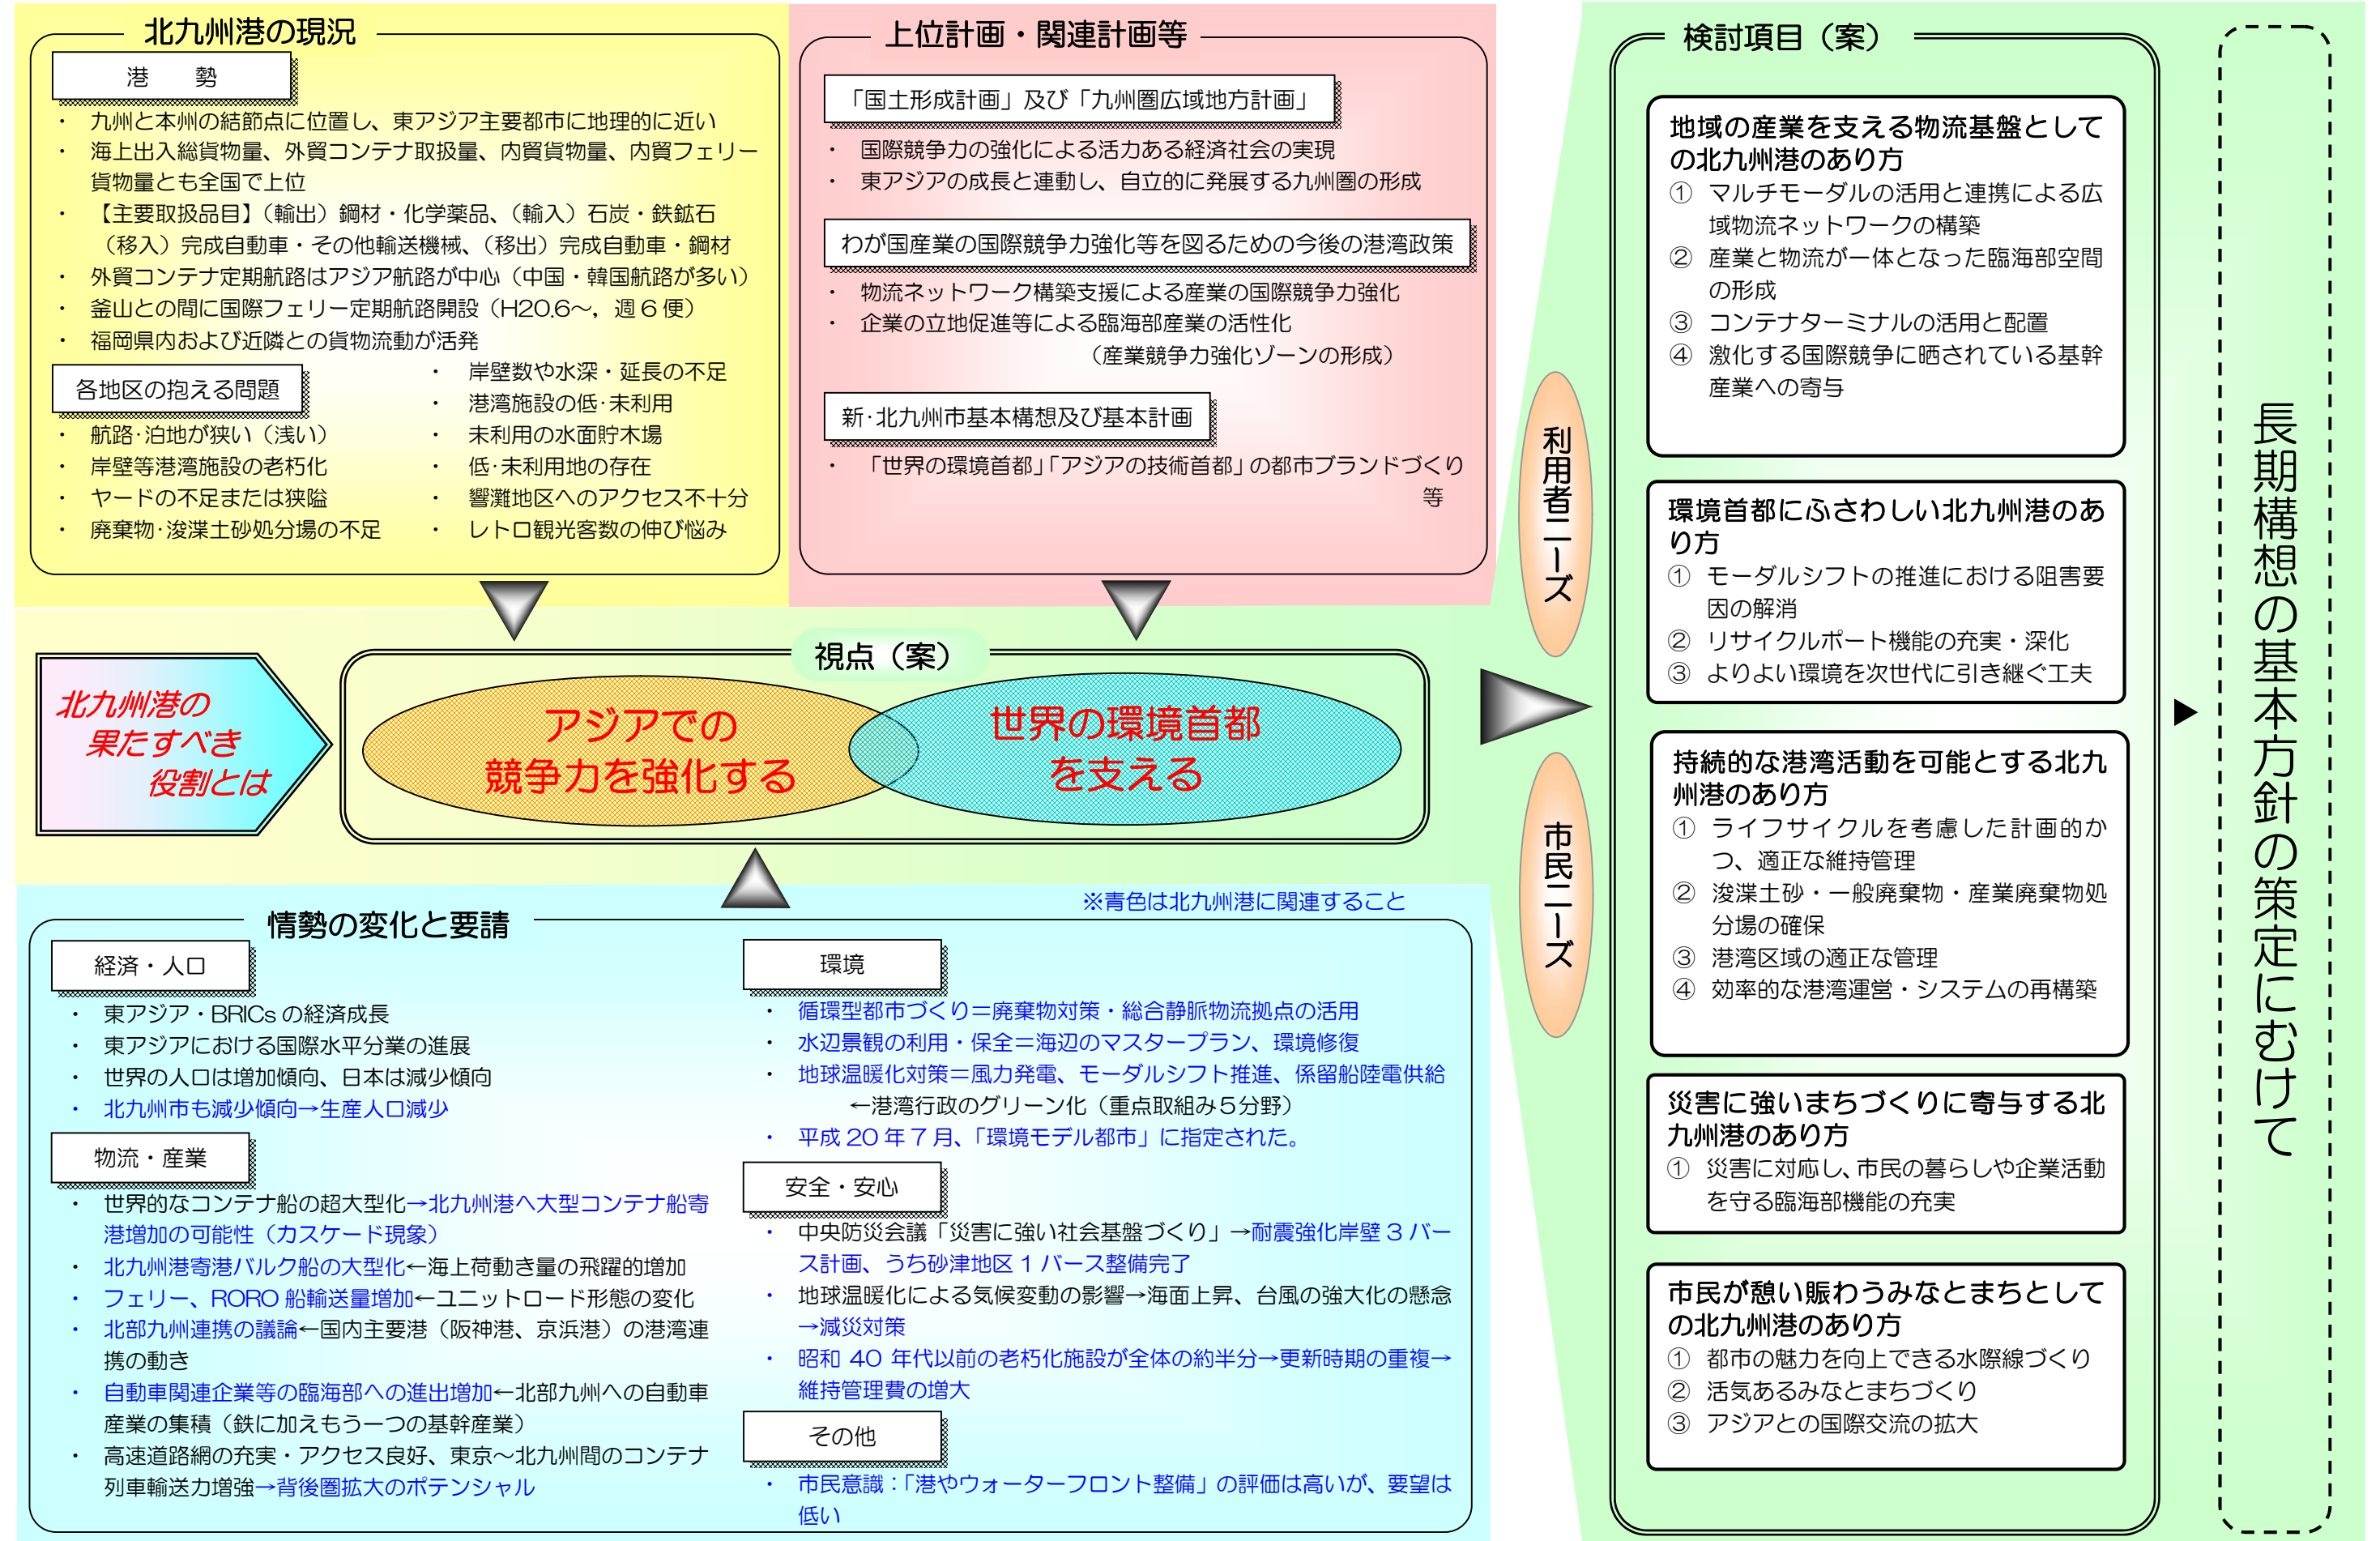 北九州港の現況
港　　勢
・ 九州と本州の結節点に位置し、東アジア主要都市に地理的に近い
・ 海上出入総貨物量、外貿コンテナ取扱量、内貿貨物量、内貿フェリー
貨物量とも全国で上位
・ 【主要取扱品目】（輸出）鋼材・化学薬品、（輸入）石炭・鉄鉱石
（移入）完成自動車・その他輸送機械、（移出）完成自動車・鋼材
・ 外貿コンテナ定期航路はアジア航路が中心（中国・韓国航路が多い）
・ 釜山との間に国際フェリー定期航路開設（H20.6～，週６便）
・ 福岡県内および近隣との貨物流動が活発
各地区の抱える問題
・ 航路･泊地が狭い（浅い）
・ 岸壁等港湾施設の老朽化
・ ヤードの不足または狭隘
・ 廃棄物･浚渫土砂処分場の不足
・ 岸壁数や水深・延長の不足
・ 港湾施設の低･未利用
・ 未利用の水面貯木場
・ 低･未利用地の存在
・ 響灘地区へのアクセス不十分
・ レトロ観光客数の伸び悩み
上位計画・関連計画等
「国土形成計画」及び「九州圏広域地方計画」
・ 国際競争力の強化による活力ある経済社会の実現
・ 東アジアの成長と連動し、自立的に発展する九州圏の形成
わが国産業の国際競争力強化等を図るための今後の港湾政策
・ 物流ネットワーク構築支援による産業の国際競争力強化
・ 企業の立地促進等による臨海部産業の活性化
（産業競争力強化ゾーンの形成）
新･北九州市基本構想及び基本計画
・ 「世界の環境首都」「アジアの技術首都」の都市ブランドづくり
等
北九州港の
果たすべき
役割とは
視点（案）
アジアでの
競争力を強化する
世界の環境首都
を支える
※青色は北九州港に関連すること
情勢の変化と要請
経済・人口
・ 東アジア・BRICsの経済成長
・ 東アジアにおける国際水平分業の進展
・ 世界の人口は増加傾向、日本は減少傾向
・ 北九州市も減少傾向→生産人口減少
物流・産業
・ 世界的なコンテナ船の超大型化→北九州港へ大型コンテナ船寄
港増加の可能性（カスケード現象）
・ 北九州港寄港バルク船の大型化←海上荷動き量の飛躍的増加
・ フェリー、RORO船輸送量増加←ユニットロード形態の変化
・ 北部九州連携の議論←国内主要港（阪神港、京浜港）の港湾連
携の動き
・ 自動車関連企業等の臨海部への進出増加←北部九州への自動車
産業の集積（鉄に加えもう一つの基幹産業）
・ 高速道路網の充実・アクセス良好、東京～北九州間のコンテナ
列車輸送力増強→背後圏拡大のポテンシャル
環境
・ 循環型都市づくり＝廃棄物対策・総合静脈物流拠点の活用
・ 水辺景観の利用・保全＝海辺のマスタープラン、環境修復
・ 地球温暖化対策＝風力発電、モーダルシフト推進、係留船陸電供給
←港湾行政のグリーン化（重点取組み５分野）
・ 平成20年７月、「環境モデル都市」に指定された。
安全・安心
・ 中央防災会議「災害に強い社会基盤づくり」→耐震強化岸壁３バー
ス計画、うち砂津地区１バース整備完了
・ 地球温暖化による気候変動の影響→海面上昇、台風の強大化の懸念
→減災対策
・ 昭和40年代以前の老朽化施設が全体の約半分→更新時期の重複→
維持管理費の増大
その他
・ 市民意識：「港やウォーターフロント整備」の評価は高いが、要望は
低い
利用者ニーズ
市民ニーズ
検討項目（案）
地域の産業を支える物流基盤として
の北九州港のあり方
① マルチモーダルの活用と連携による広
域物流ネットワークの構築
② 産業と物流が一体となった臨海部空間
の形成
③ コンテナターミナルの活用と配置
④ 激化する国際競争に晒されている基幹
産業への寄与
環境首都にふさわしい北九州港のあ
り方
① モーダルシフトの推進における阻害要
因の解消
② リサイクルポート機能の充実・深化
③ よりよい環境を次世代に引き継ぐ工夫
持続的な港湾活動を可能とする北九
州港のあり方
① ライフサイクルを考慮した計画的か
つ、適正な維持管理
② 浚渫土砂・一般廃棄物・産業廃棄物処
分場の確保
③ 港湾区域の適正な管理
④ 効率的な港湾運営・システムの再構築
災害に強いまちづくりに寄与する北
九州港のあり方
① 災害に対応し、市民の暮らしや企業活動
を守る臨海部機能の充実
市民が憩い賑わうみなとまちとして
の北九州港のあり方
① 都市の魅力を向上できる水際線づくり
② 活気あるみなとまちづくり
③ アジアとの国際交流の拡大
長期構想の基本方針の策定にむけて